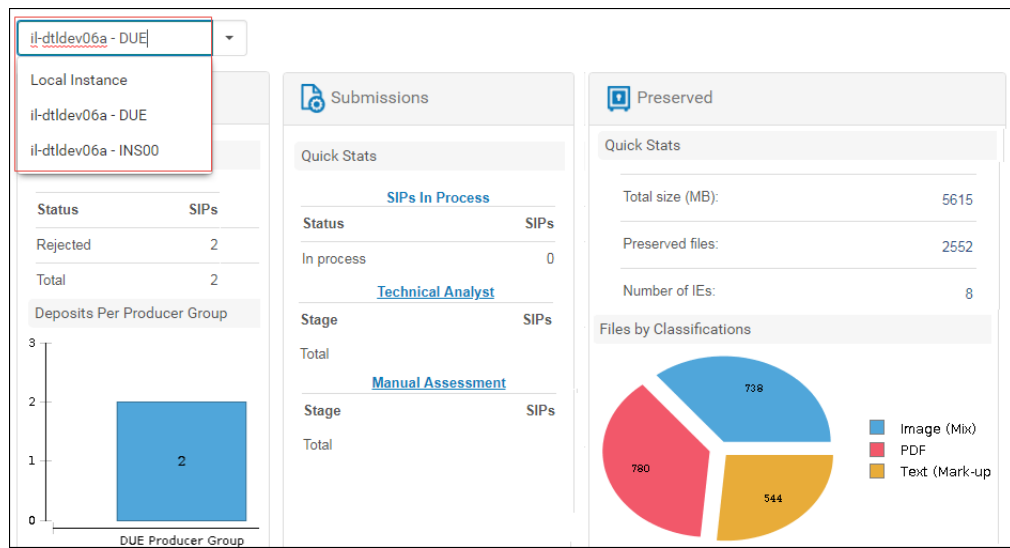 il-dtldev06a - DUE
Local Instance
il-dtldev06a - DUE
il-dtldev06a - INS00
Status SIPs
Rejected 2
Total 2
Deposits Per Producer Group
3
2
1
0
2
DUE Producer Group
Submissions
Quick Stats
SIPs In Process
Status SIPs
In process 0
Technical Analyst
Stage SIPs
Total
Manual Assessment
Stage SIPs
Total
Preserved
Quick Stats
Total size (MB): 5615
Preserved files: 2552
Number of IEs: 8
Files by Classifications
738
780
544
Image (Mix)
PDF
Text (Mark-up